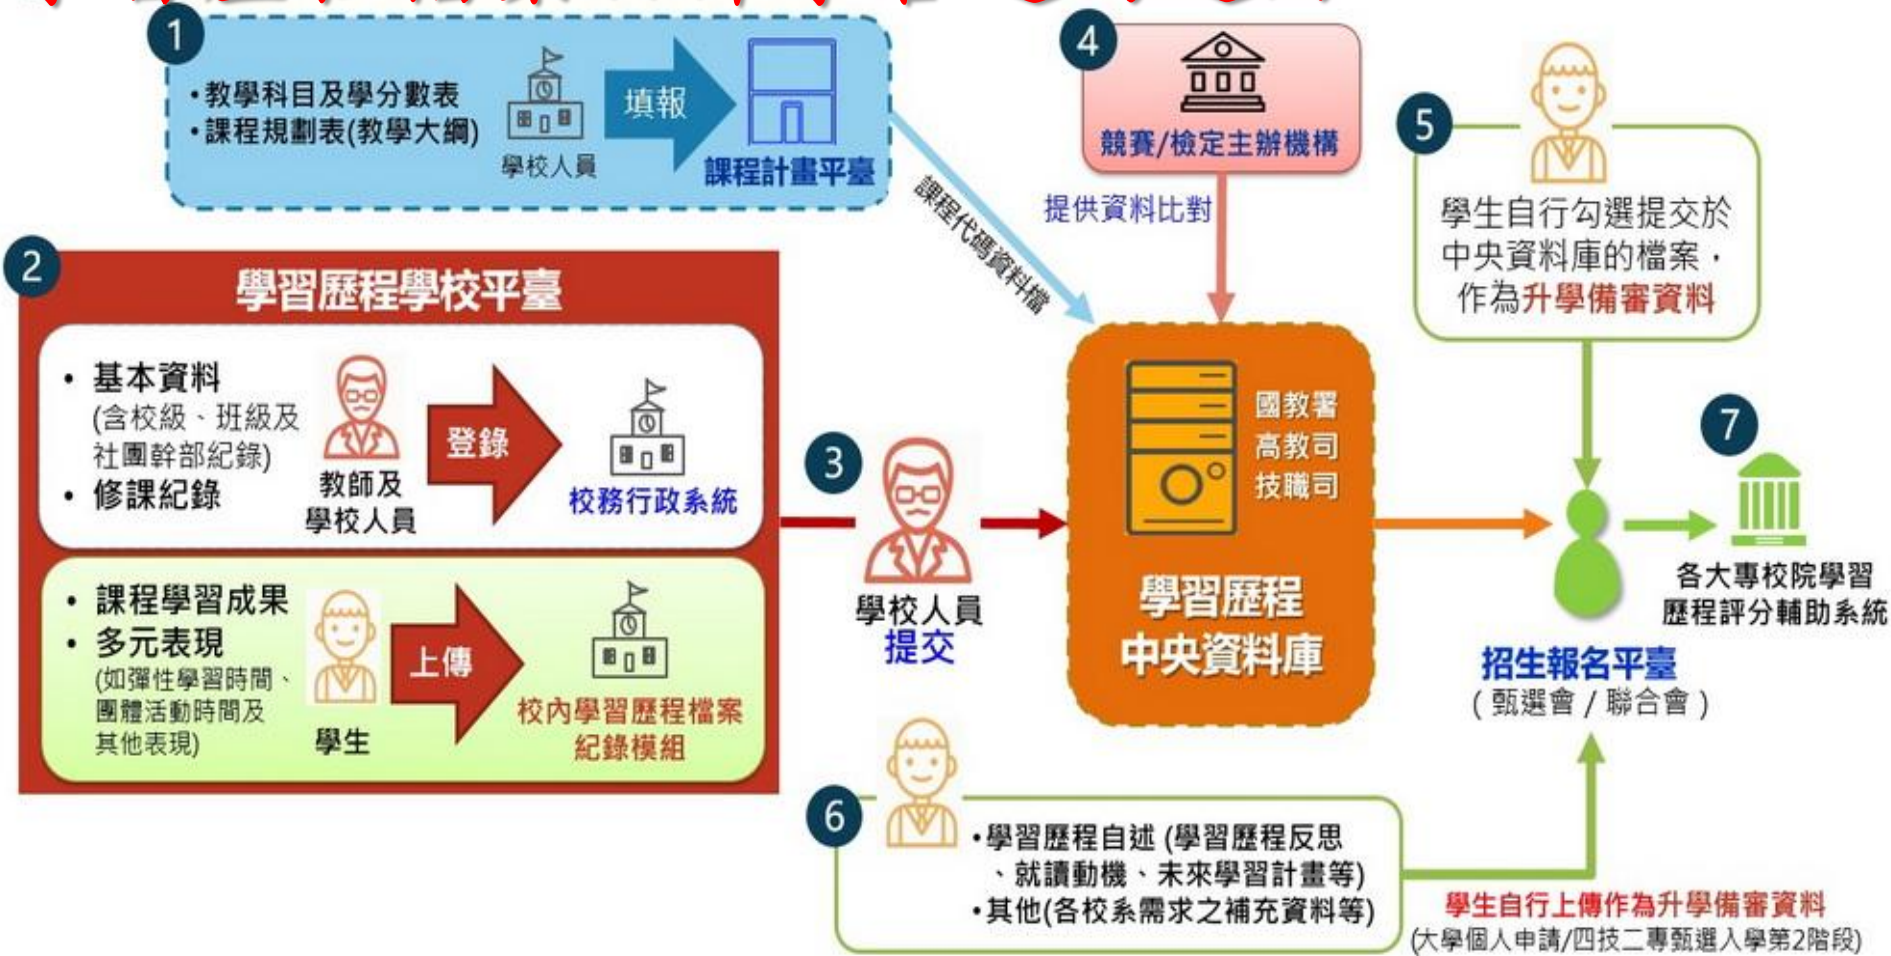 1
•教學科目及學分數表
•課程規劃表(教學大綱)
學校人員
填報
課程計畫平臺
課程代碼資料檔
4
競賽/檢定主辦機構
提供資料比對
5
學生自行勾選提交於
中央資料庫的檔案，
作為升學備審資料
2
學習歷程學校平臺
• 基本資料
(含校級、班級及
社團幹部紀錄)
• 修課紀錄
教師及
學校人員
登錄
校務行政系統
• 課程學習成果
• 多元表現
(如彈性學習時間、
團體活動時間及
其他表現)
學生
上傳
校內學習歷程檔案
紀錄模組
3
學校人員
提交
國教署
高教司
技職司
學習歷程
中央資料庫
招生報名平臺
(甄選會/聯合會)
7
各大專校院學習
歷程評分輔助系統
6
•學習歷程自述 (學習歷程反思
、就讀動機、未來學習計畫等)
•其他(各校系需求之補充資料等)
學生自行上傳作為升學備審資料
(大學個人申請/四技二專甄選入學第2階段)